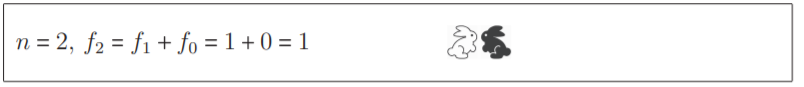 n = 2, f₂ = f₁ + f₀ = 1 + 0 = 1